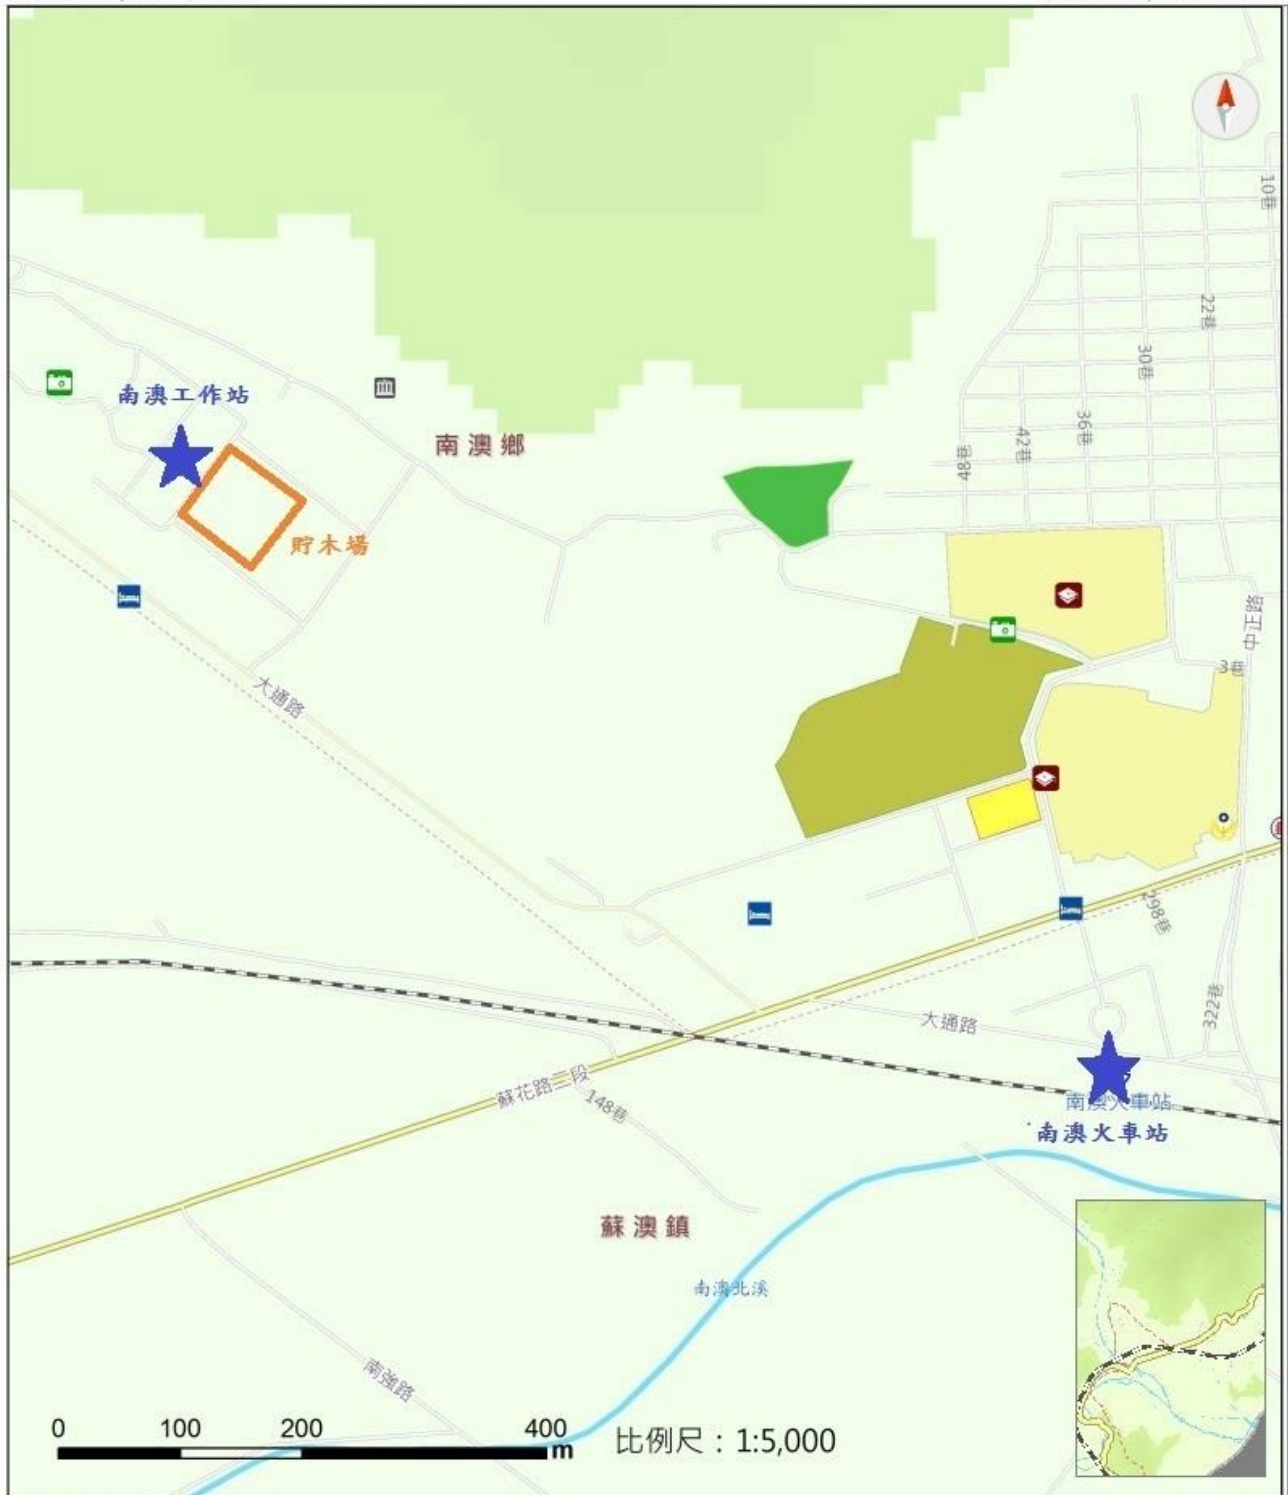 10巷
22巷
30巷
36巷
42巷
48巷
南澳工作站
南澳鄉
貯木場
中正路
3巷
大通路
298巷
322巷
大通路
蘇花路二段
148巷
南澳火車站
南澳火車站
蘇澳鎮
南澳北溪
南強路
0 100 200 400
m
比例尺：1:5,000